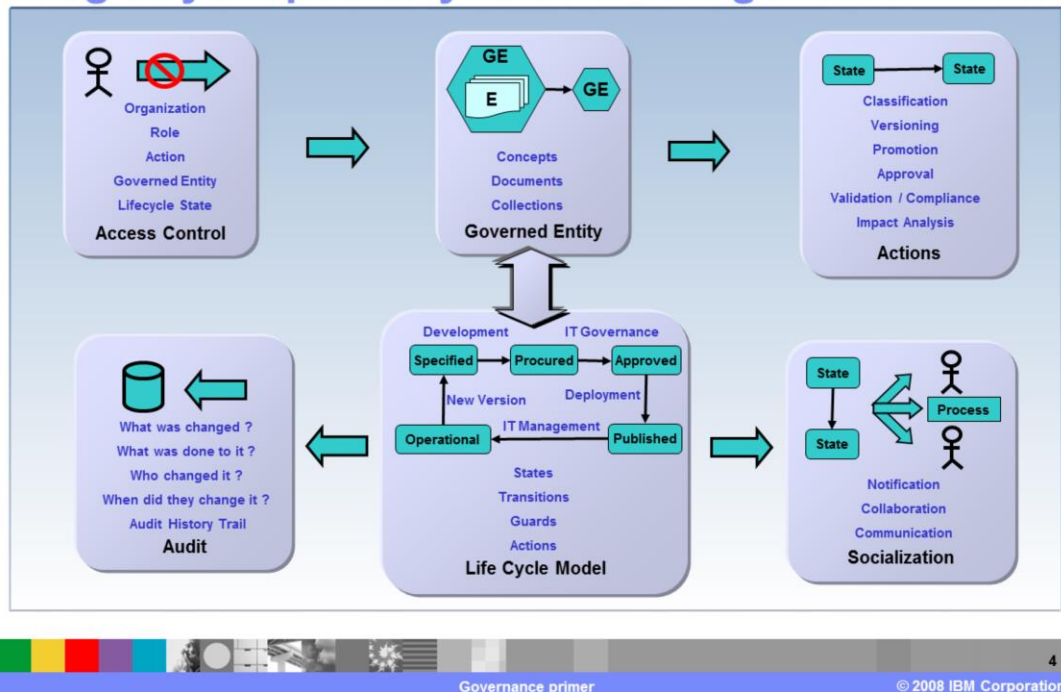 Organization
Role
Action
Governed Entity
Lifecycle State
Access Control
GE
E
GE
Concepts
Documents
Collections
Governed Entity
State
State
Classification
Versioning
Promotion
Approval
Validation / Compliance
Impact Analysis
Actions
What was changed ?
What was done to it ?
Who changed it ?
When did they change it ?
Audit History Trail
Audit
Development
IT Governance
Specified
Procured
Approved
New Version
Deployment
Operational
IT Management
Published
States
Transitions
Guards
Actions
Life Cycle Model
State
Process
State
Notification
Collaboration
Communication
Socialization
4
Governance primer
© 2008 IBM Corporation